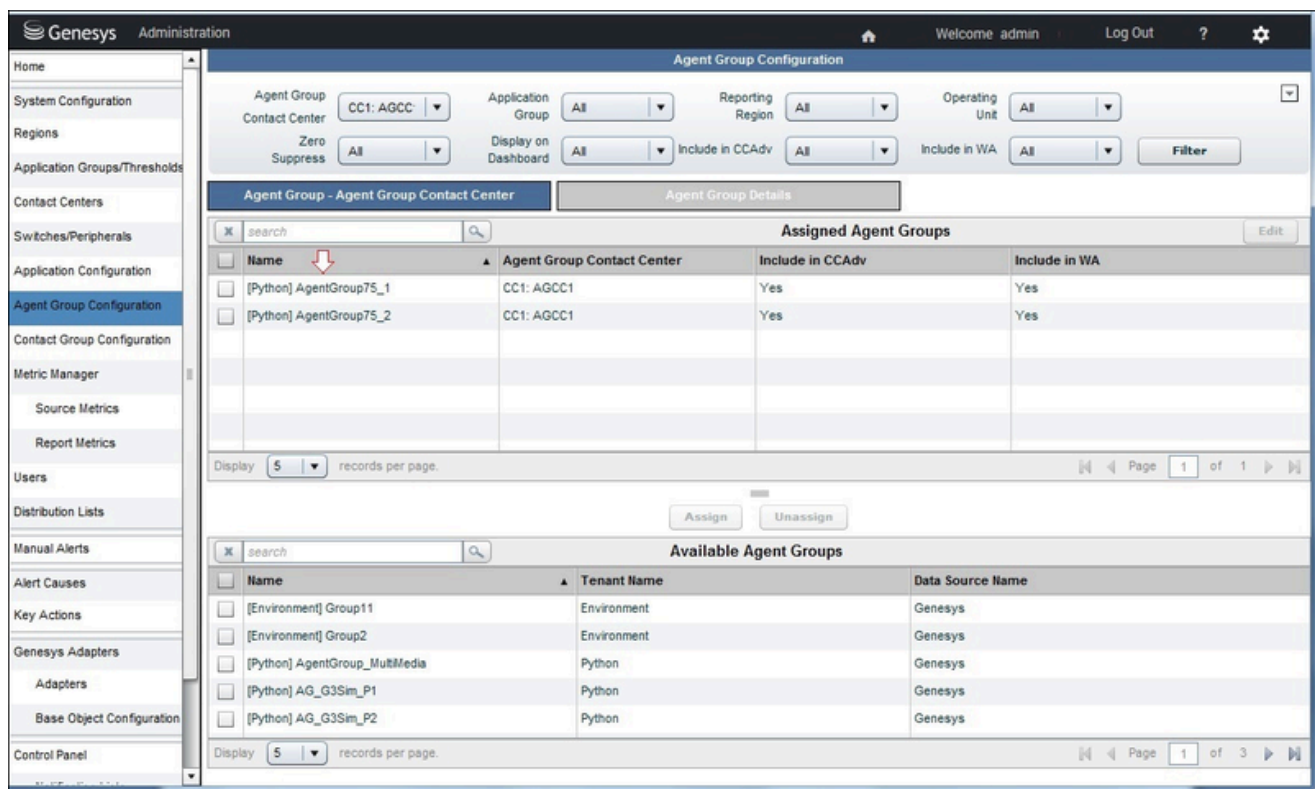 Genesys Administration Welcome admin Log Out ?
Home
System Configuration
Regions
Application Groups/Thresholds
Contact Centers
Switches/Peripherals
Application Configuration
Agent Group Configuration
Contact Group Configuration
Metric Manager
Source Metrics
Report Metrics
Users
Distribution Lists
Manual Alerts
Alert Causes
Key Actions
Genesys Adapters
Adapters
Base Object Configuration
Control Panel
Agent Group Configuration
Agent Group Contact Center CC1: AGCC
Application Group All
Reporting Region All
Operating Unit All
Zero Suppress All
Display on Dashboard All
Include in CCAdv All
Include in WA All
Filter
Agent Group - Agent Group Contact Center
Agent Group Details
x search Assigned Agent Groups Edit
Name Agent Group Contact Center Include in CCAdv Include in WA
[Python] AgentGroup75_1 CC1: AGCC1 Yes Yes
[Python] AgentGroup75_2 CC1: AGCC1 Yes Yes
Display 5 records per page. Page 1 of 1
Assign Unassign
x search Available Agent Groups
Name Tenant Name Data Source Name
[Environment] Group11 Environment Genesys
[Environment] Group2 Environment Genesys
[Python] AgentGroup_MultiMedia Python Genesys
[Python] AG_G3Sim_P1 Python Genesys
[Python] AG_G3Sim_P2 Python Genesys
Display 5 records per page. Page 1 of 3